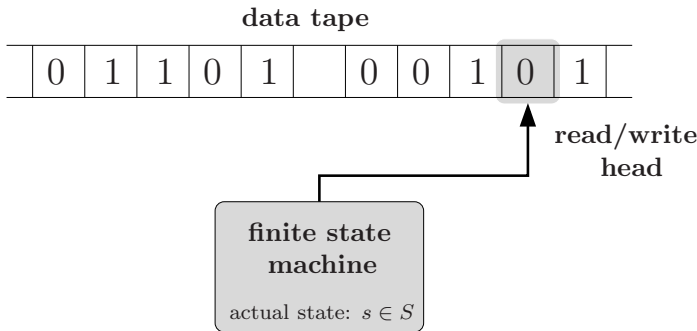 data tape
0 1 1 0 1 0 0 1 0 1
read/write
head
finite state
machine
actual state: s ∈ S